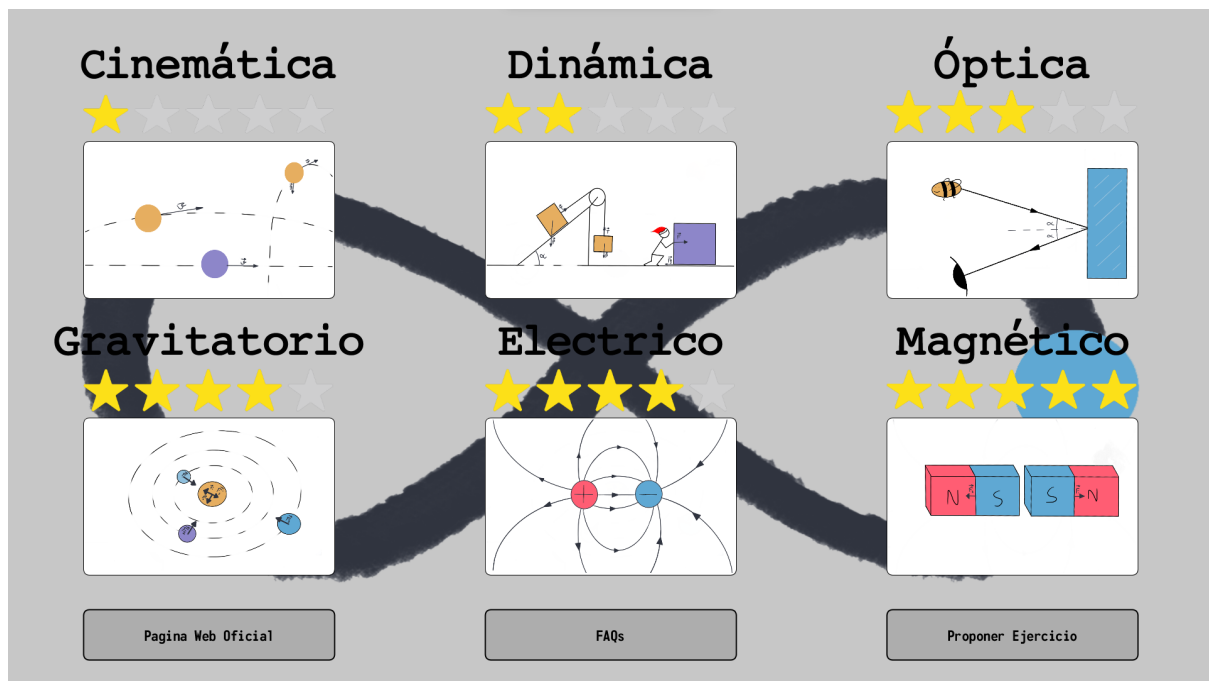 Cinemática
Dinámica
Óptica
α
α
α
Gravitatorio
Electrico
Magnético
+
−
N
S
S
N
Pagina Web Oficial
FAQs
Proponer Ejercicio